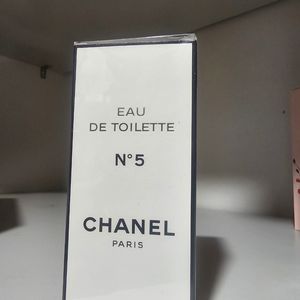 EAU
DE TOILETTE
N°5
CHANEL
PARIS